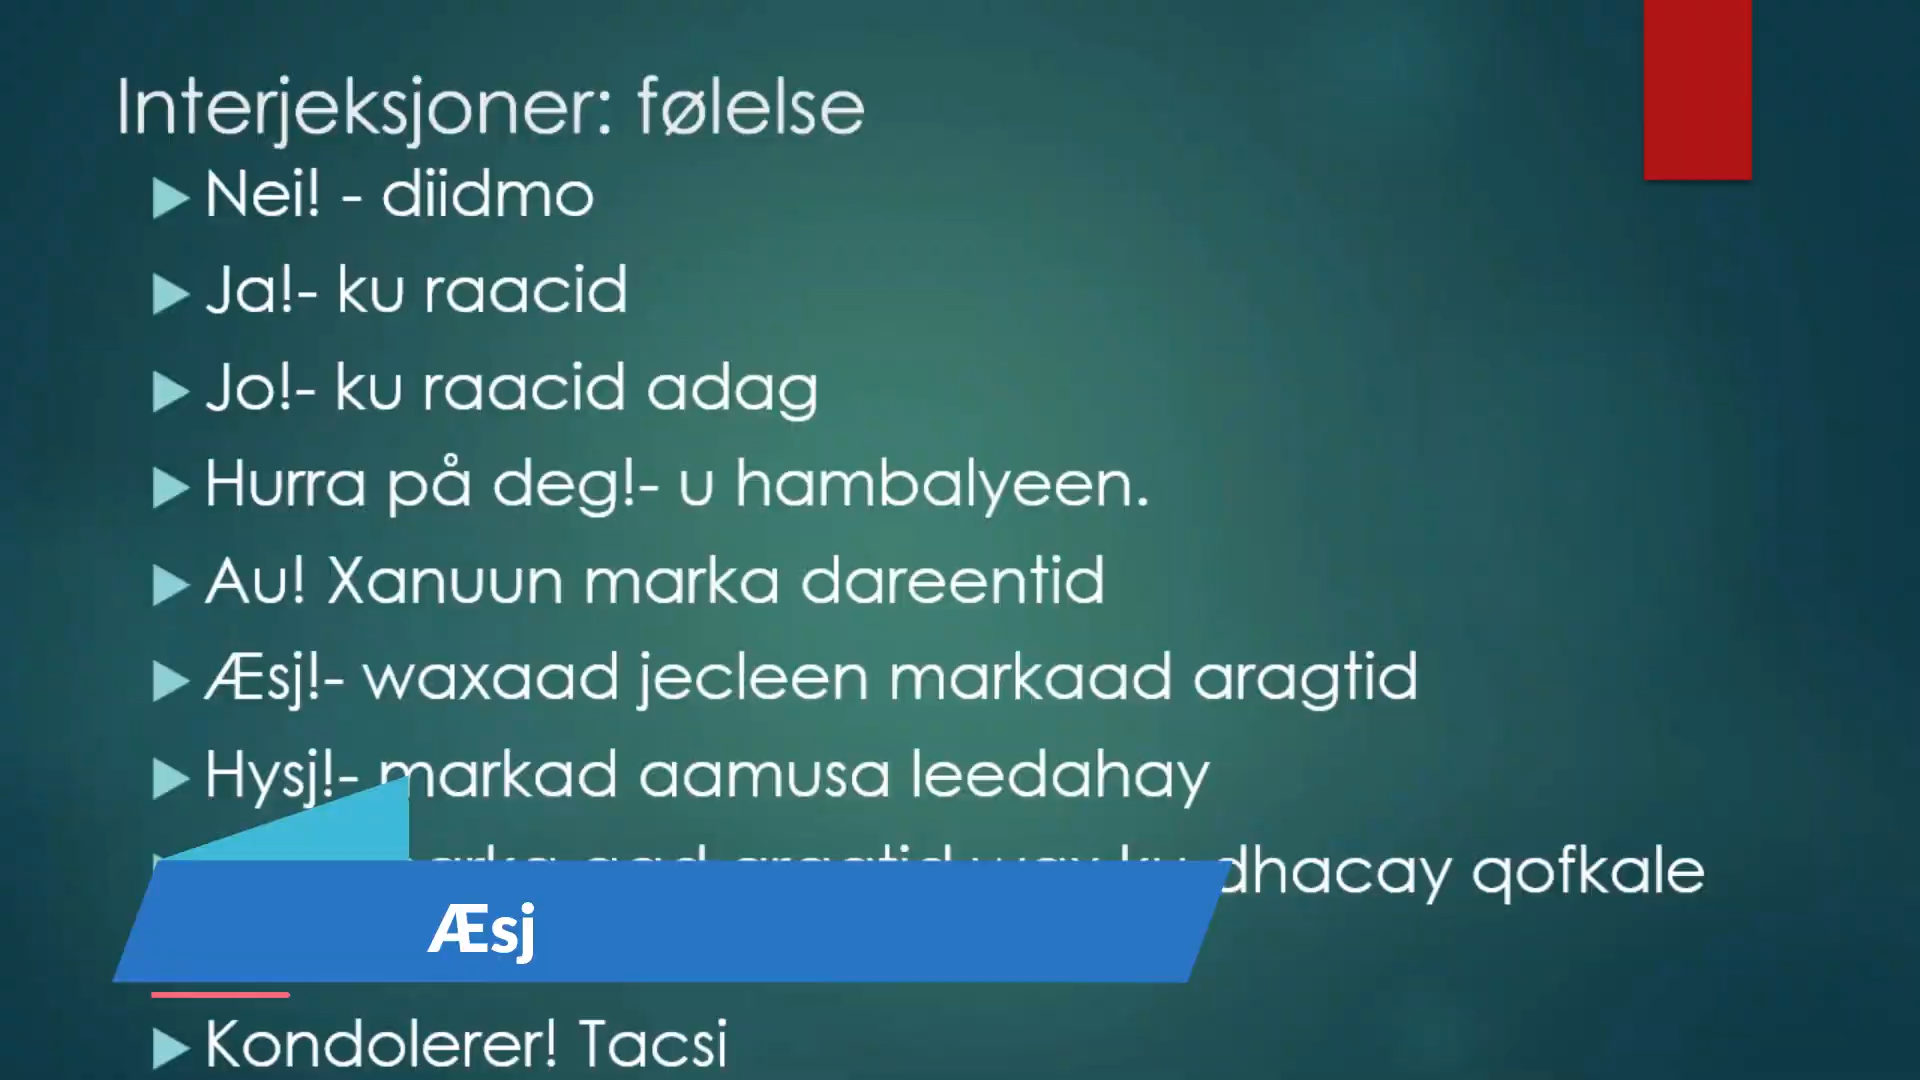 Interjeksjoner: følelse
Nei! - diidmo
Ja!- ku raacid
Jo!- ku raacid adag
Hurra på deg!- u hambalyeen.
Au! Xanuun marka dareentid
Æsj!- waxaad jecleen markaad aragtid
Hysj!- markad aamusa leedahay
dhacay qofkale
Æsj
Kondolerer! Tacsi